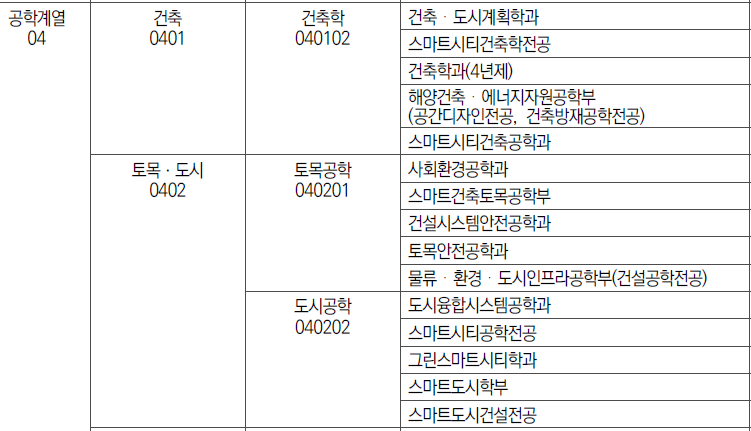 공학계열
04
건축
0401
건축학
040102
건축 · 도시계획학과
스마트시티건축학전공
건축학과(4년제)
해양건축 · 에너지자원공학부
(공간디자인전공, 건축방재공학전공)
스마트시티건축공학과
토목 · 도시
0402
토목공학
040201
사회환경공학과
스마트건축토목공학부
건설시스템안전공학과
토목안전공학과
물류 · 환경 · 도시인프라공학부(건설공학전공)
도시공학
040202
도시융합시스템공학과
스마트시티공학전공
그린스마트시티학과
스마트도시학부
스마트도시건설전공